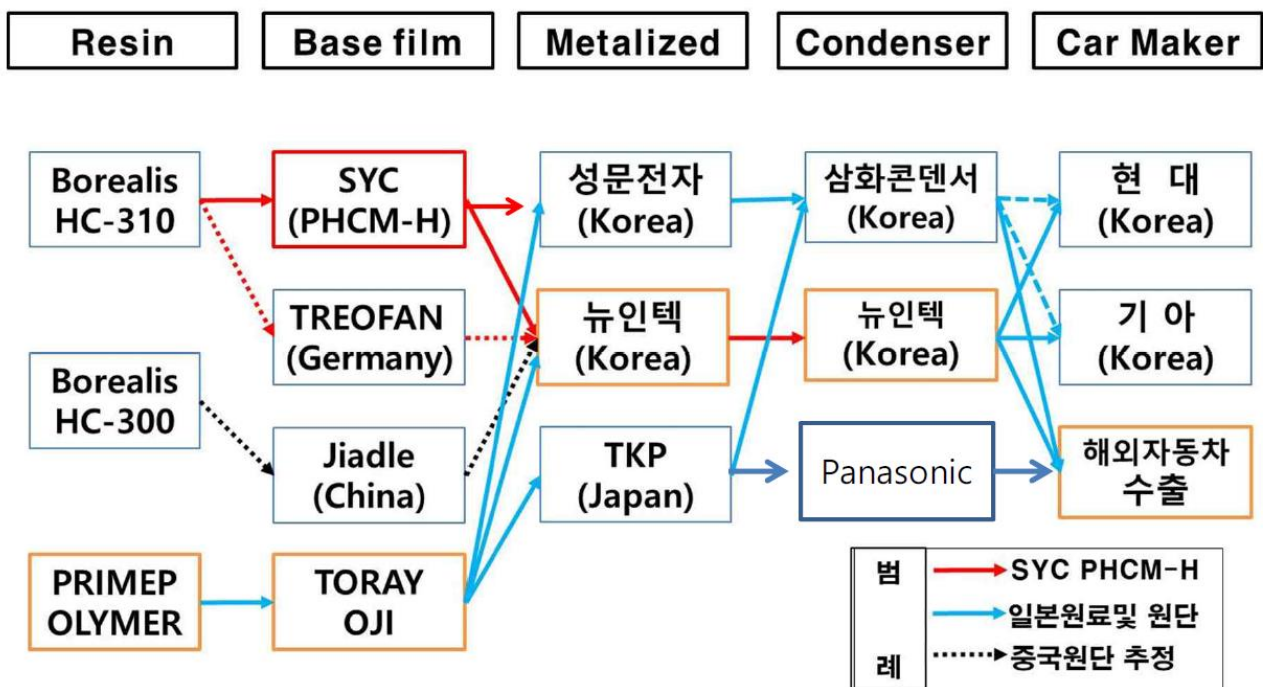 Resin
Base film
Metalized
Condenser
Car Maker
Borealis
HC-310
SYC
(PHCM-H)
성문전자
(Korea)
삼화콘덴서
(Korea)
현 대
(Korea)
TREOFAN
(Germany)
뉴인텍
(Korea)
뉴인텍
(Korea)
기 아
(Korea)
Borealis
HC-300
Jiadle
(China)
TKP
(Japan)
Panasonic
해외자동차
수출
PRIMEP
OLYMER
TORAY
OJI
범
례
SYC PHCM-H
일본원료및 원단
중국원단 추정